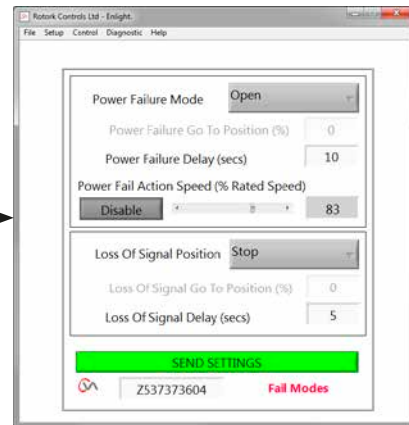 Rotork Controls Ltd - Enlight.
File Setup Control Diagnostic Help
Power Failure Mode Open
Power Failure Go To Position (%) 0
Power Failure Delay (secs) 10
Power Fail Action Speed (% Rated Speed)
Disable 83
Loss Of Signal Position Stop
Loss Of Signal Go To Position (%) 0
Loss Of Signal Delay (secs) 5
SEND SETTINGS
Z537373604 Fail Modes